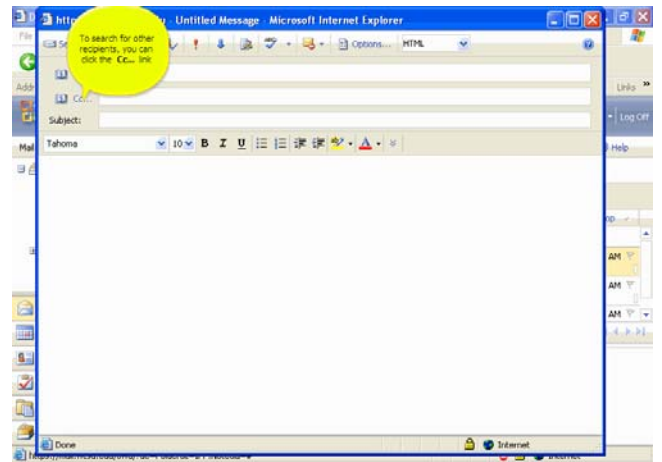 Untitled Message - Microsoft Internet Explorer
To search for other
recipients, you can
click the Cc... link
Options...
HTML
Cc...
Subject:
Links
Log Off
Help
Tahoma
10
B I U
AM
AM
AM
Done
Internet